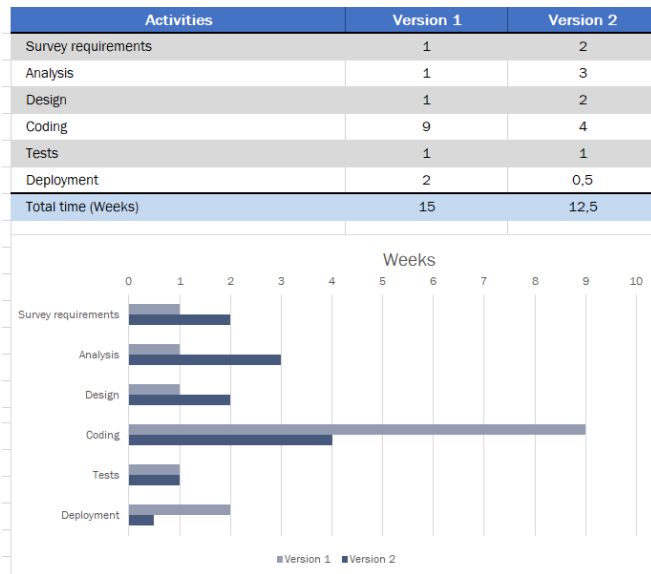 Activities Version 1 Version 2
Survey requirements 1 2
Analysis 1 3
Design 1 2
Coding 9 4
Tests 1 1
Deployment 2 0,5
Total time (Weeks) 15 12,5
Weeks
0 1 2 3 4 5 6 7 8 9 10
Survey requirements
Analysis
Design
Coding
Tests
Deployment
Version 1 Version 2